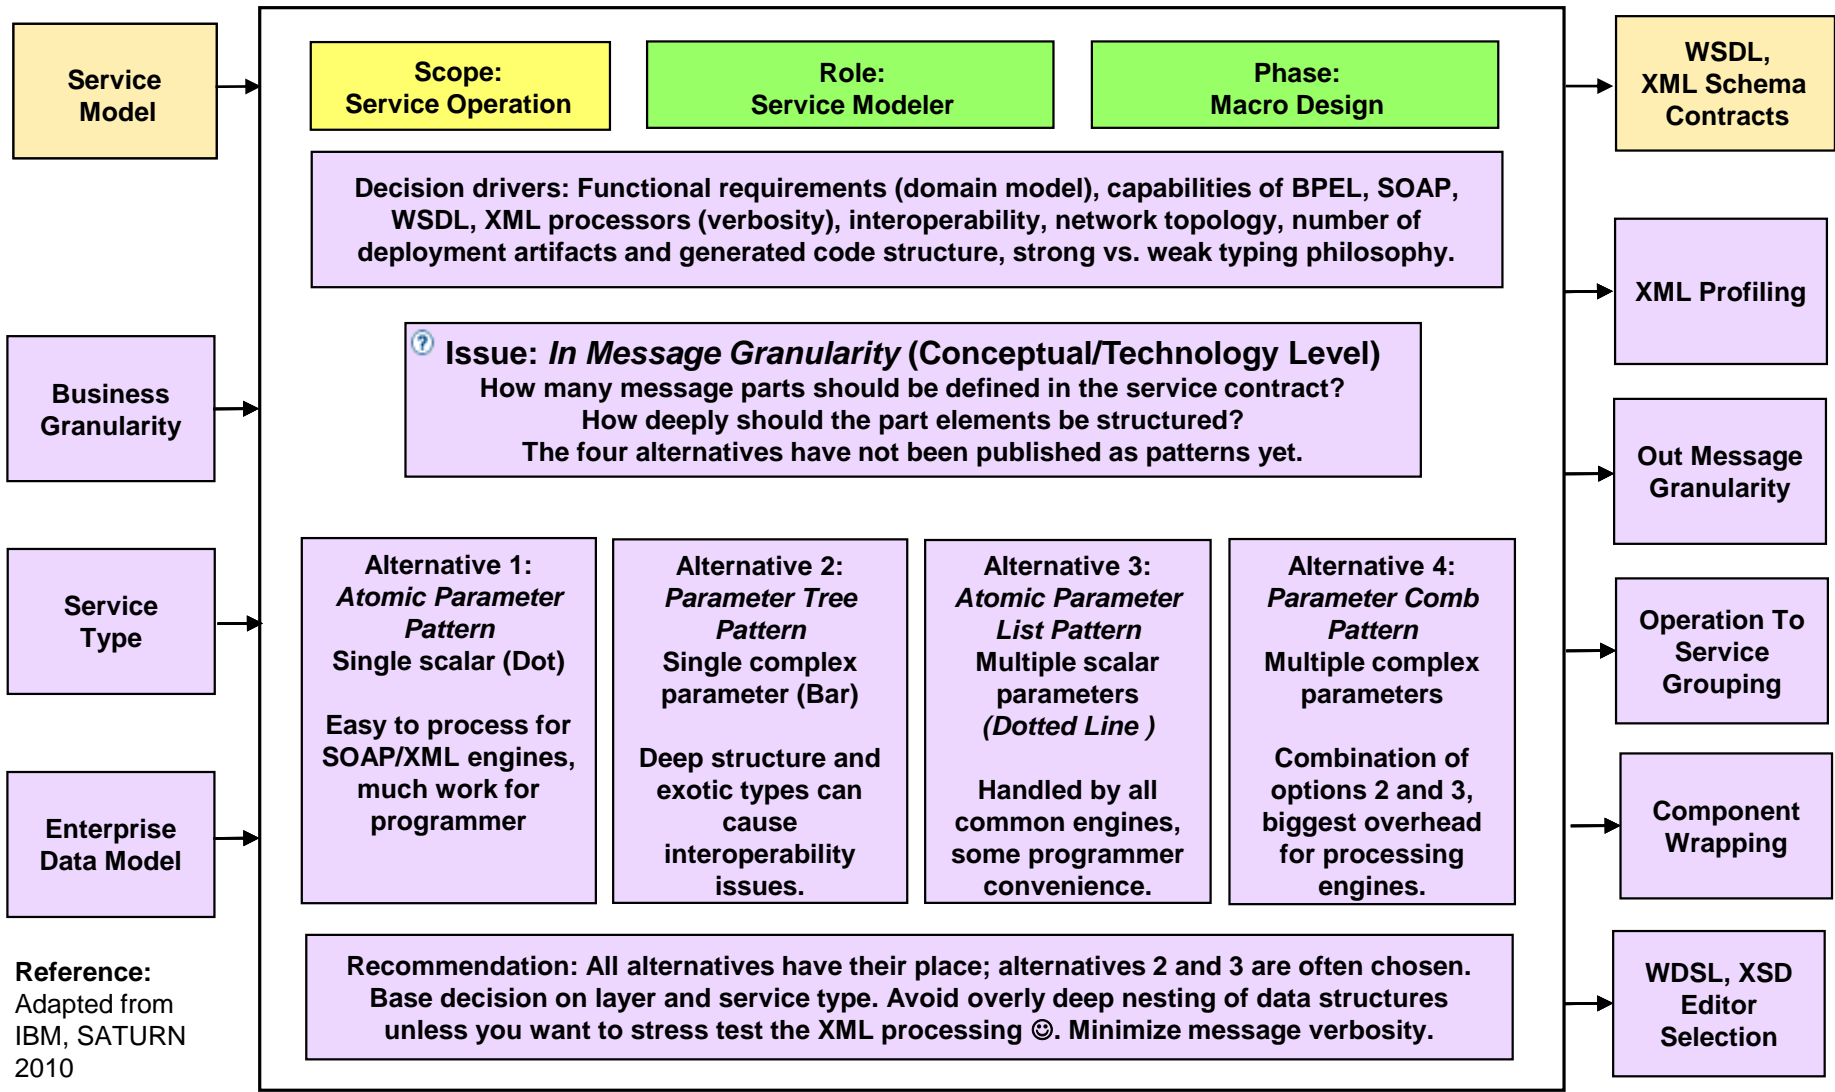 Service
Model
Business
Granularity
Service
Type
Enterprise
Data Model
Reference:
Adapted from
IBM, SATURN
2010
Scope:
Service Operation
Role:
Service Modeler
Phase:
Macro Design
Decision drivers: Functional requirements (domain model), capabilities of BPEL, SOAP,
WSDL, XML processors (verbosity), interoperability, network topology, number of
deployment artifacts and generated code structure, strong vs. weak typing philosophy.
? Issue: In Message Granularity (Conceptual/Technology Level)
How many message parts should be defined in the service contract?
How deeply should the part elements be structured?
The four alternatives have not been published as patterns yet.
Alternative 1:
Atomic Parameter
Pattern
Single scalar (Dot)
Easy to process for
SOAP/XML engines,
much work for
programmer
Alternative 2:
Parameter Tree
Pattern
Single complex
parameter (Bar)
Deep structure and
exotic types can
cause
interoperability
issues.
Alternative 3:
Atomic Parameter
List Pattern
Multiple scalar
parameters
(Dotted Line )
Handled by all
common engines,
some programmer
convenience.
Alternative 4:
Parameter Comb
Pattern
Multiple complex
parameters
Combination of
options 2 and 3,
biggest overhead
for processing
engines.
Recommendation: All alternatives have their place; alternatives 2 and 3 are often chosen.
Base decision on layer and service type. Avoid overly deep nesting of data structures
unless you want to stress test the XML processing ☺. Minimize message verbosity.
WSDL,
XML Schema
Contracts
XML Profiling
Out Message
Granularity
Operation To
Service
Grouping
Component
Wrapping
WDSL, XSD
Editor
Selection